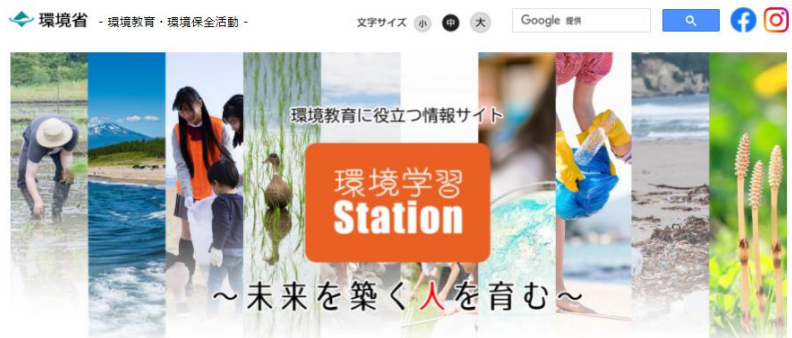 環境省 - 環境教育・環境保全活動 -
文字サイズ 小 中 大
Google 提供
環境教育に役立つ情報サイト
環境学習
Station
～未来を築く人を育む～